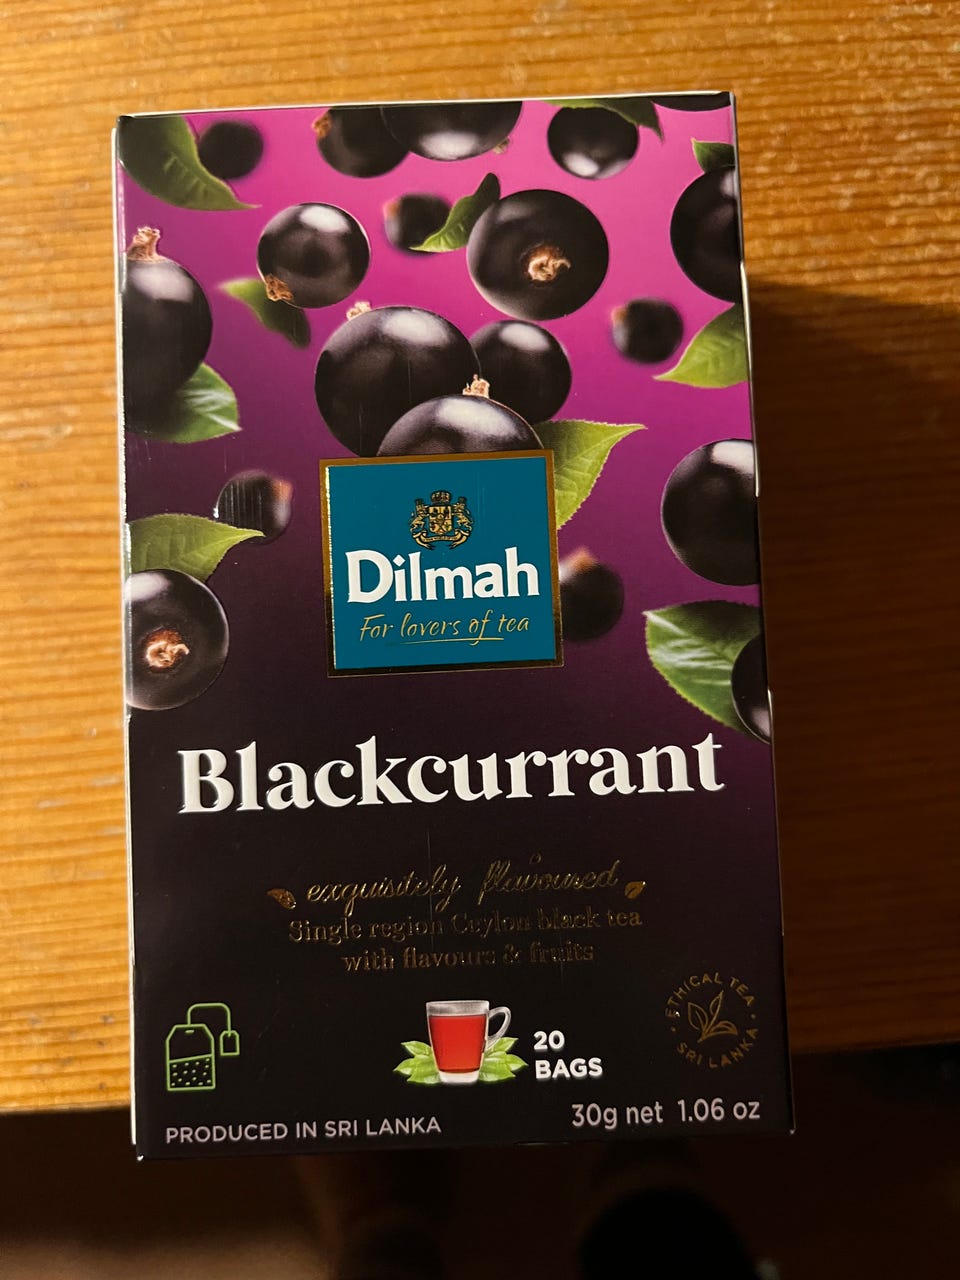 Dilmah
For lovers of tea
Blackcurrant
exquisitely flavoured
Single region Ceylon black tea
with flavours & fruits
20
BAGS
ETHICAL TEA
SRI LANKA
PRODUCED IN SRI LANKA
30g net 1.06 oz